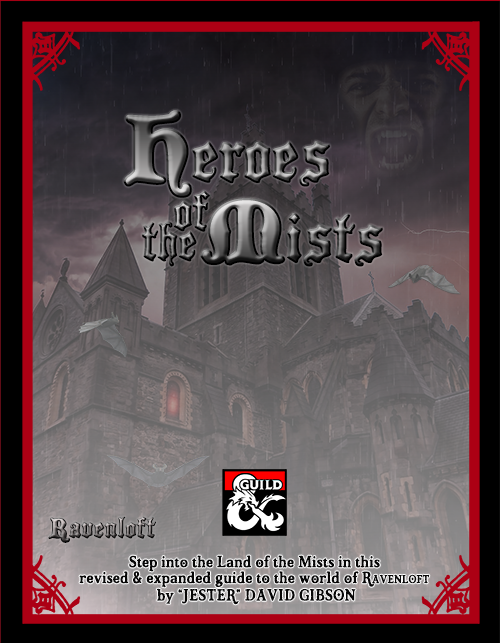 Heroes
of
the Mists
GUILD
Ravenloft
Step into the Land of the Mists in this
revised & expanded guide to the world of RAVENLOFT
by "JESTER" DAVID GIBSON